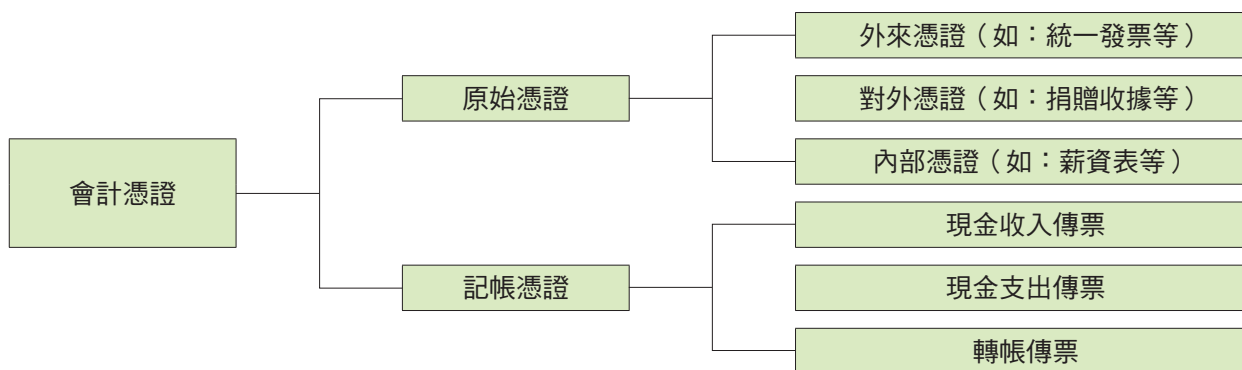 外來憑證（如：統一發票等）
原始憑證
對外憑證（如：捐贈收據等）
內部憑證（如：薪資表等）
會計憑證
現金收入傳票
記帳憑證
現金支出傳票
轉帳傳票